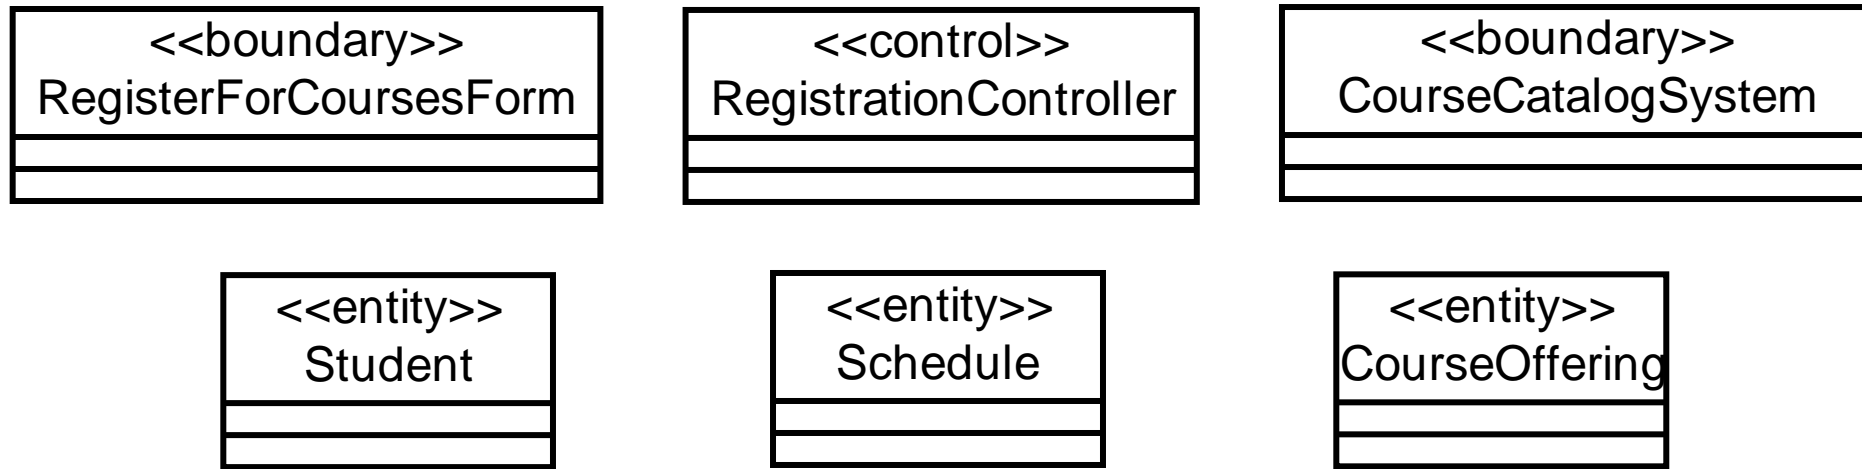 <<boundary>>
RegisterForCoursesForm
<<control>>
RegistrationController
<<boundary>>
CourseCatalogSystem
<<entity>>
Student
<<entity>>
Schedule
<<entity>>
CourseOffering